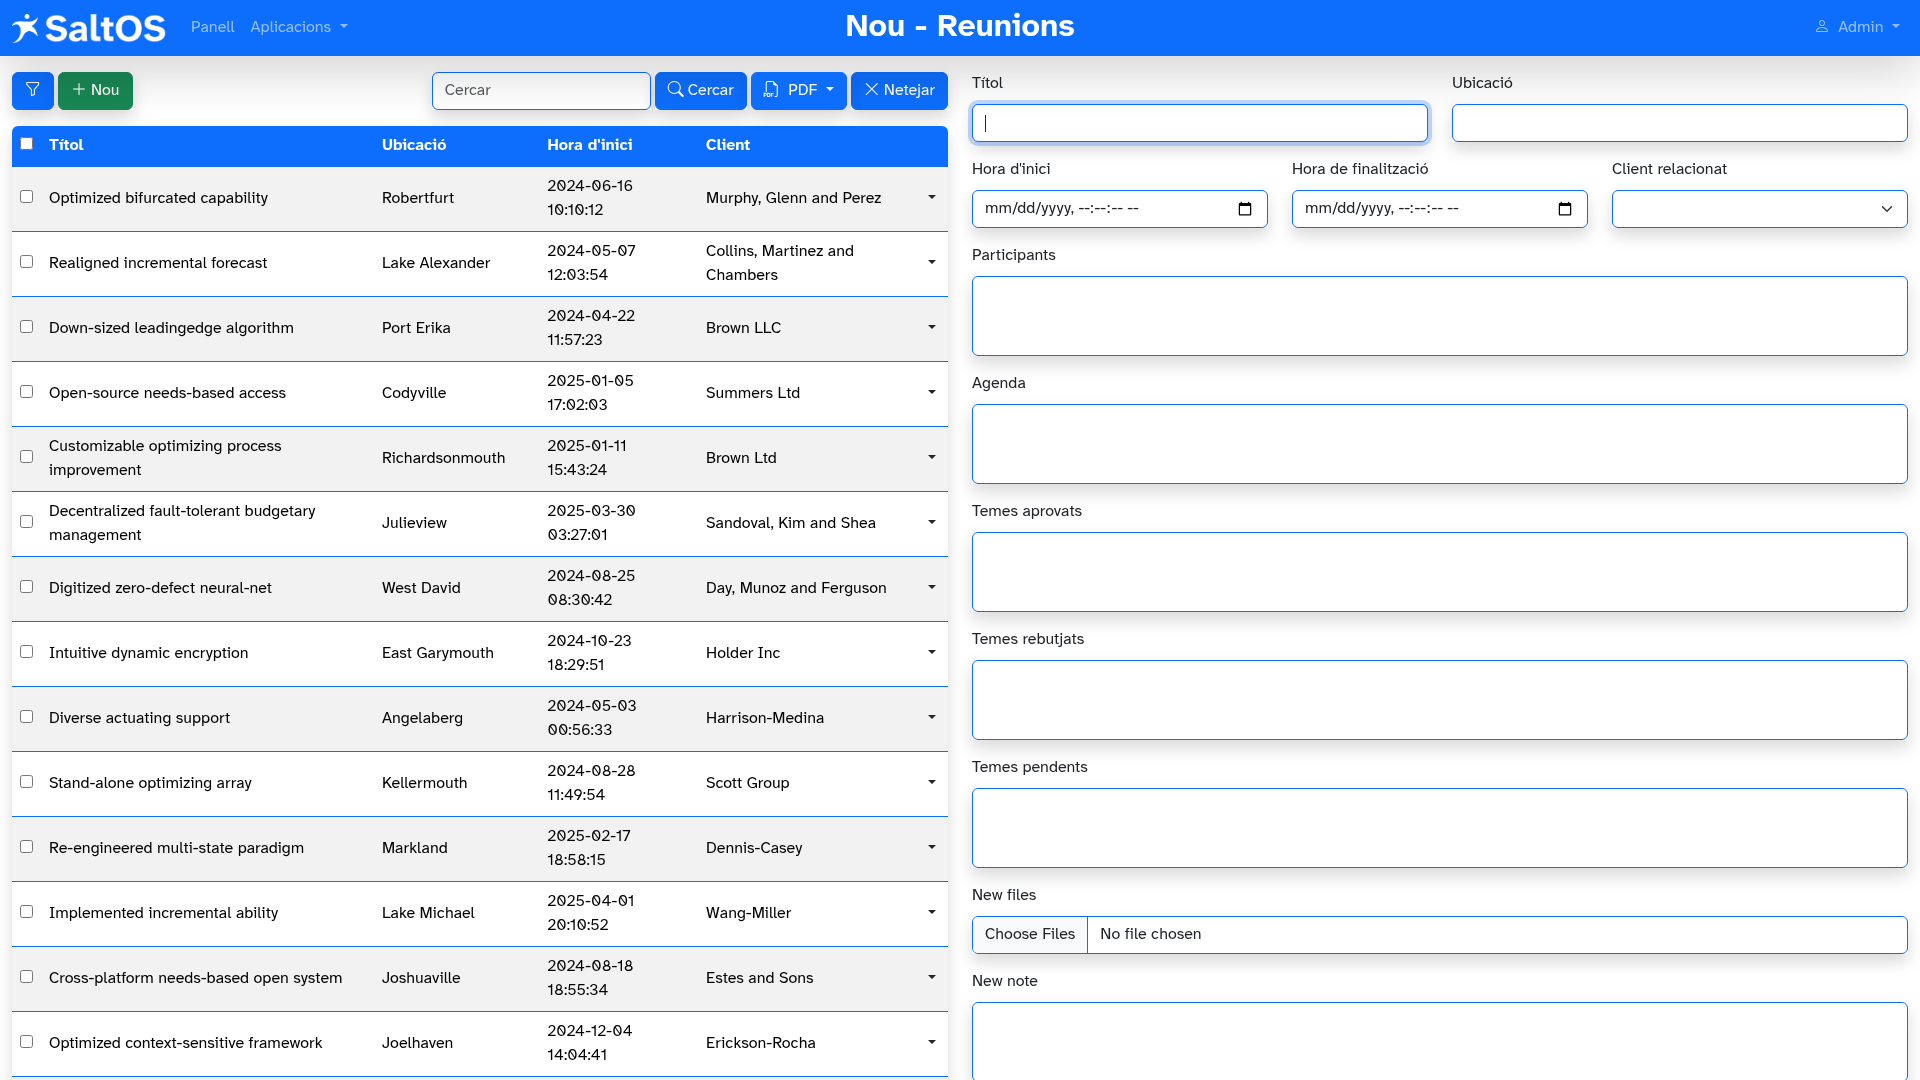 SaltOS
Panell
Aplicacions
Nou - Reunions
Admin
Nou
Cercar
Cercar
PDF
Netejar
Títol
Ubicació
Hora d'inici
Client
Optimized bifurcated capability
Robertfurt
2024-06-16
10:10:12
Murphy, Glenn and Perez
Realigned incremental forecast
Lake Alexander
2024-05-07
12:03:54
Collins, Martinez and
Chambers
Down-sized leadingedge algorithm
Port Erika
2024-04-22
11:57:23
Brown LLC
Open-source needs-based access
Codyville
2025-01-05
17:02:03
Summers Ltd
Customizable optimizing process
improvement
Richardsonmouth
2025-01-11
15:43:24
Brown Ltd
Decentralized fault-tolerant budgetary
management
Julieview
2025-03-30
03:27:01
Sandoval, Kim and Shea
Digitized zero-defect neural-net
West David
2024-08-25
08:30:42
Day, Munoz and Ferguson
Intuitive dynamic encryption
East Garymouth
2024-10-23
18:29:51
Holder Inc
Diverse actuating support
Angelaberg
2024-05-03
00:56:33
Harrison-Medina
Stand-alone optimizing array
Kellermouth
2024-08-28
11:49:54
Scott Group
Re-engineered multi-state paradigm
Markland
2025-02-17
18:58:15
Dennis-Casey
Implemented incremental ability
Lake Michael
2025-04-01
20:10:52
Wang-Miller
Cross-platform needs-based open system
Joshuaville
2024-08-18
18:55:34
Estes and Sons
Optimized context-sensitive framework
Joelhaven
2024-12-04
14:04:41
Erickson-Rocha
Títol
Ubicació
Hora d'inici
Hora de finalització
Client relacionat
mm/dd/yyyy, --:--:-- --
mm/dd/yyyy, --:--:-- --
Participants
Agenda
Temes aprovats
Temes rebutjats
Temes pendents
New files
Choose Files
No file chosen
New note